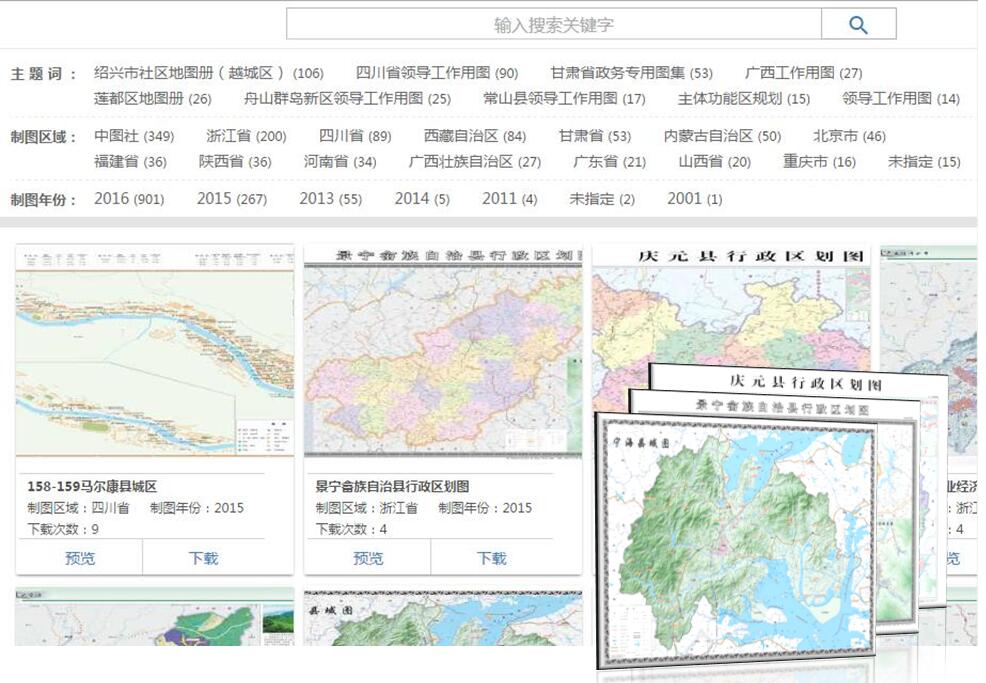 输入搜索关键字
主 题 词 ： 绍兴市社区地图册（越城区） (106) 四川省领导工作用图 (90) 甘肃省政务专用图集 (53) 广西工作用图 (27)
莲都区地图册 (26) 舟山群岛新区领导工作用图 (25) 常山县领导工作用图 (17) 主体功能区规划 (15) 领导工作用图 (14)
制图区域： 中图社 (349) 浙江省 (200) 四川省 (89) 西藏自治区 (84) 甘肃省 (53) 内蒙古自治区 (50) 北京市 (46)
福建省 (36) 陕西省 (36) 河南省 (34) 广西壮族自治区 (27) 广东省 (21) 山西省 (20) 重庆市 (16) 未指定 (15)
制图年份： 2016 (901) 2015 (267) 2013 (55) 2014 (5) 2011 (4) 未指定 (2) 2001 (1)
景宁畲族自治县行政区划图
庆元县行政区划图
庆元县行政区划图
景宁畲族自治县行政区划图
宁海县域图
158-159马尔康县城区
制图区域：四川省 制图年份：2015
下载次数：9
预览 下载
景宁畲族自治县行政区划图
制图区域：浙江省 制图年份：2015
下载次数：4
预览 下载
业经济
：浙江
：4
览
县域图